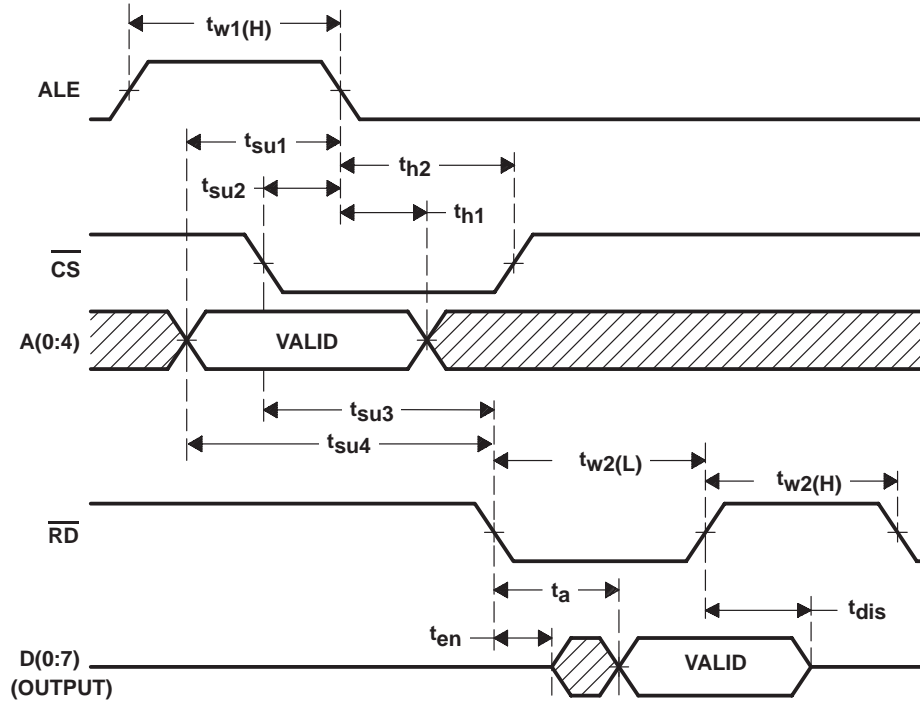 tw1(H)
ALE
tsu1
th2
tsu2
th1
CS
A(0:4)
VALID
tsu3
tsu4
tw2(L)
tw2(H)
RD
ta
tdis
ten
D(0:7)
(OUTPUT)
VALID